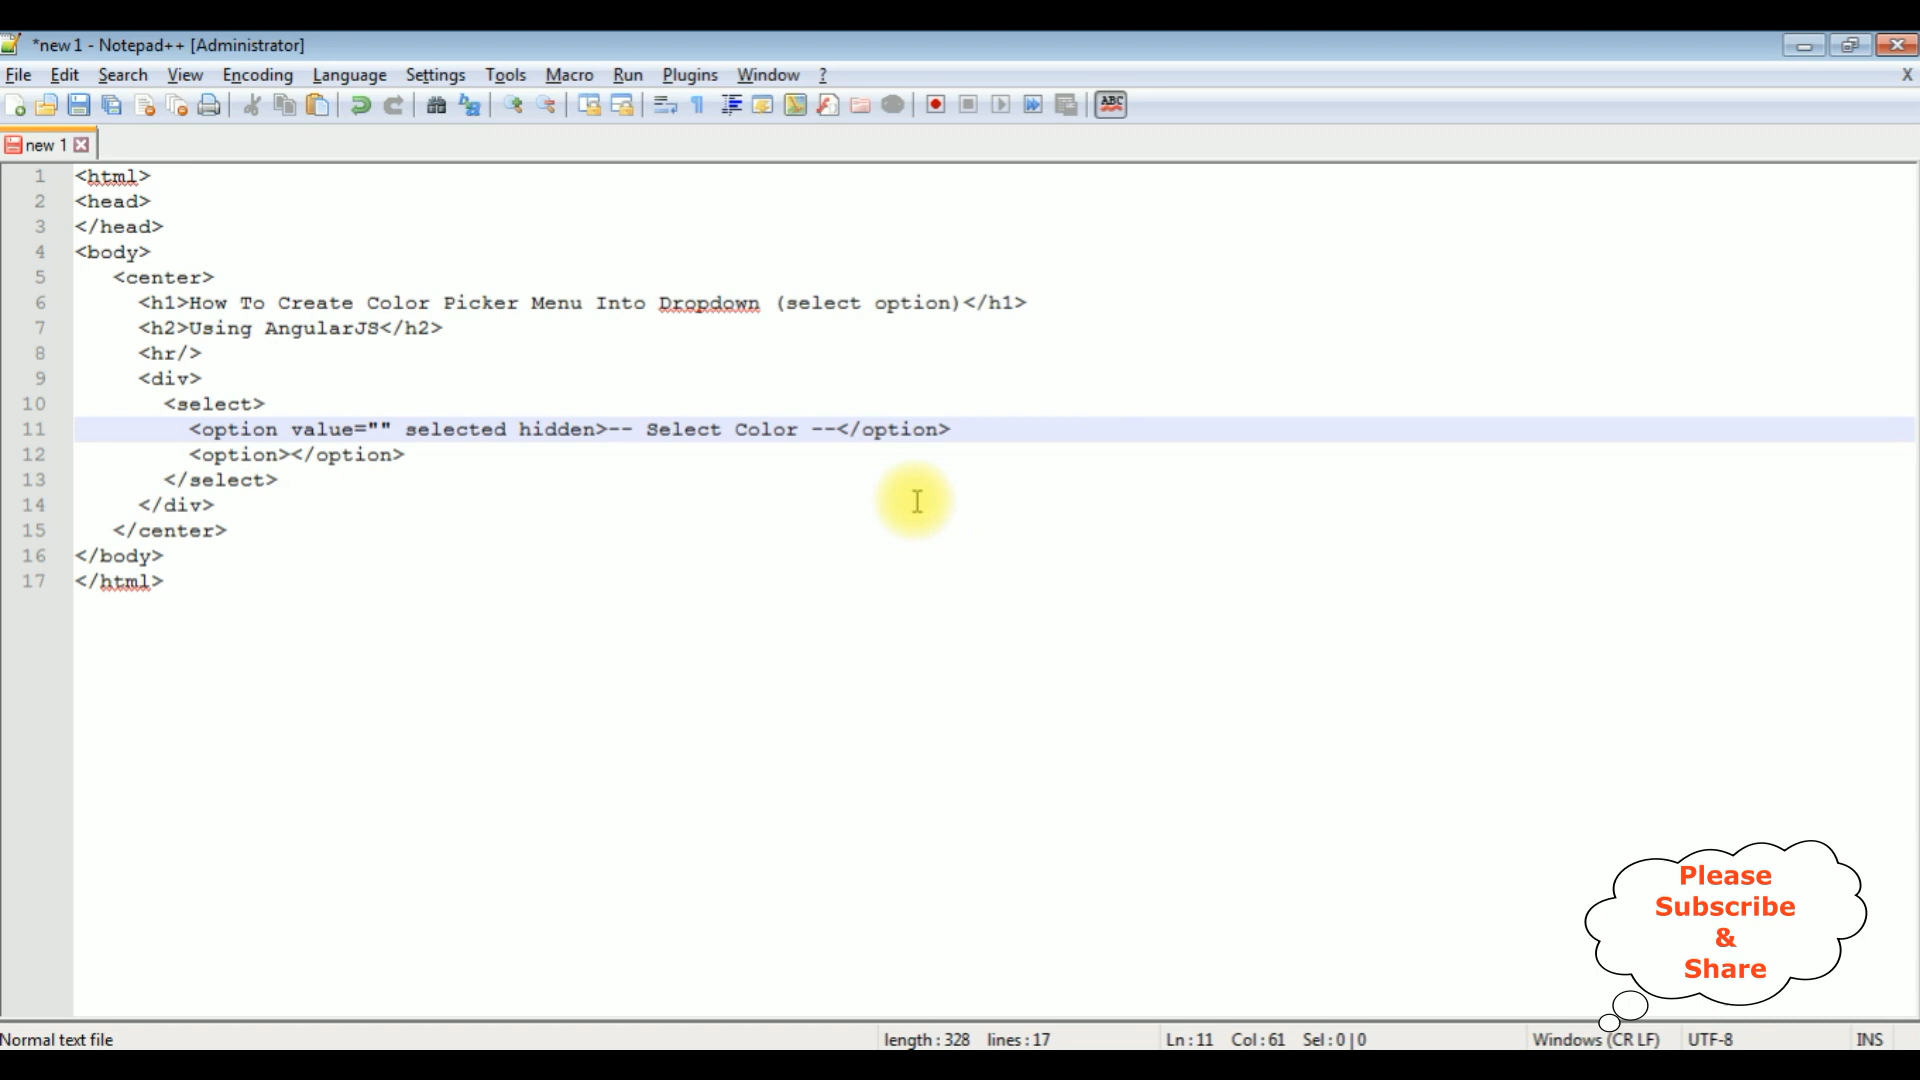 *new 1 - Notepad++ [Administrator]
File Edit Search View Encoding Language Settings Tools Macro Run Plugins Window ? X
ABC
new 1
1 <html>
2 <head>
3 </head>
4 <body>
5 <center>
6 <h1>How To Create Color Picker Menu Into Dropdown (select option)</h1>
7 <h2>Using AngularJS</h2>
8 <hr/>
9 <div>
10 <select>
11 <option value="" selected hidden>-- Select Color --</option>
12 <option></option>
13 </select>
14 </div>
15 </center>
16 </body>
17 </html>
Please
Subscribe
&
Share
Normal text file length : 328 lines : 17 Ln : 11 Col : 61 Sel : 0 | 0 Windows (CR LF) UTF-8 INS